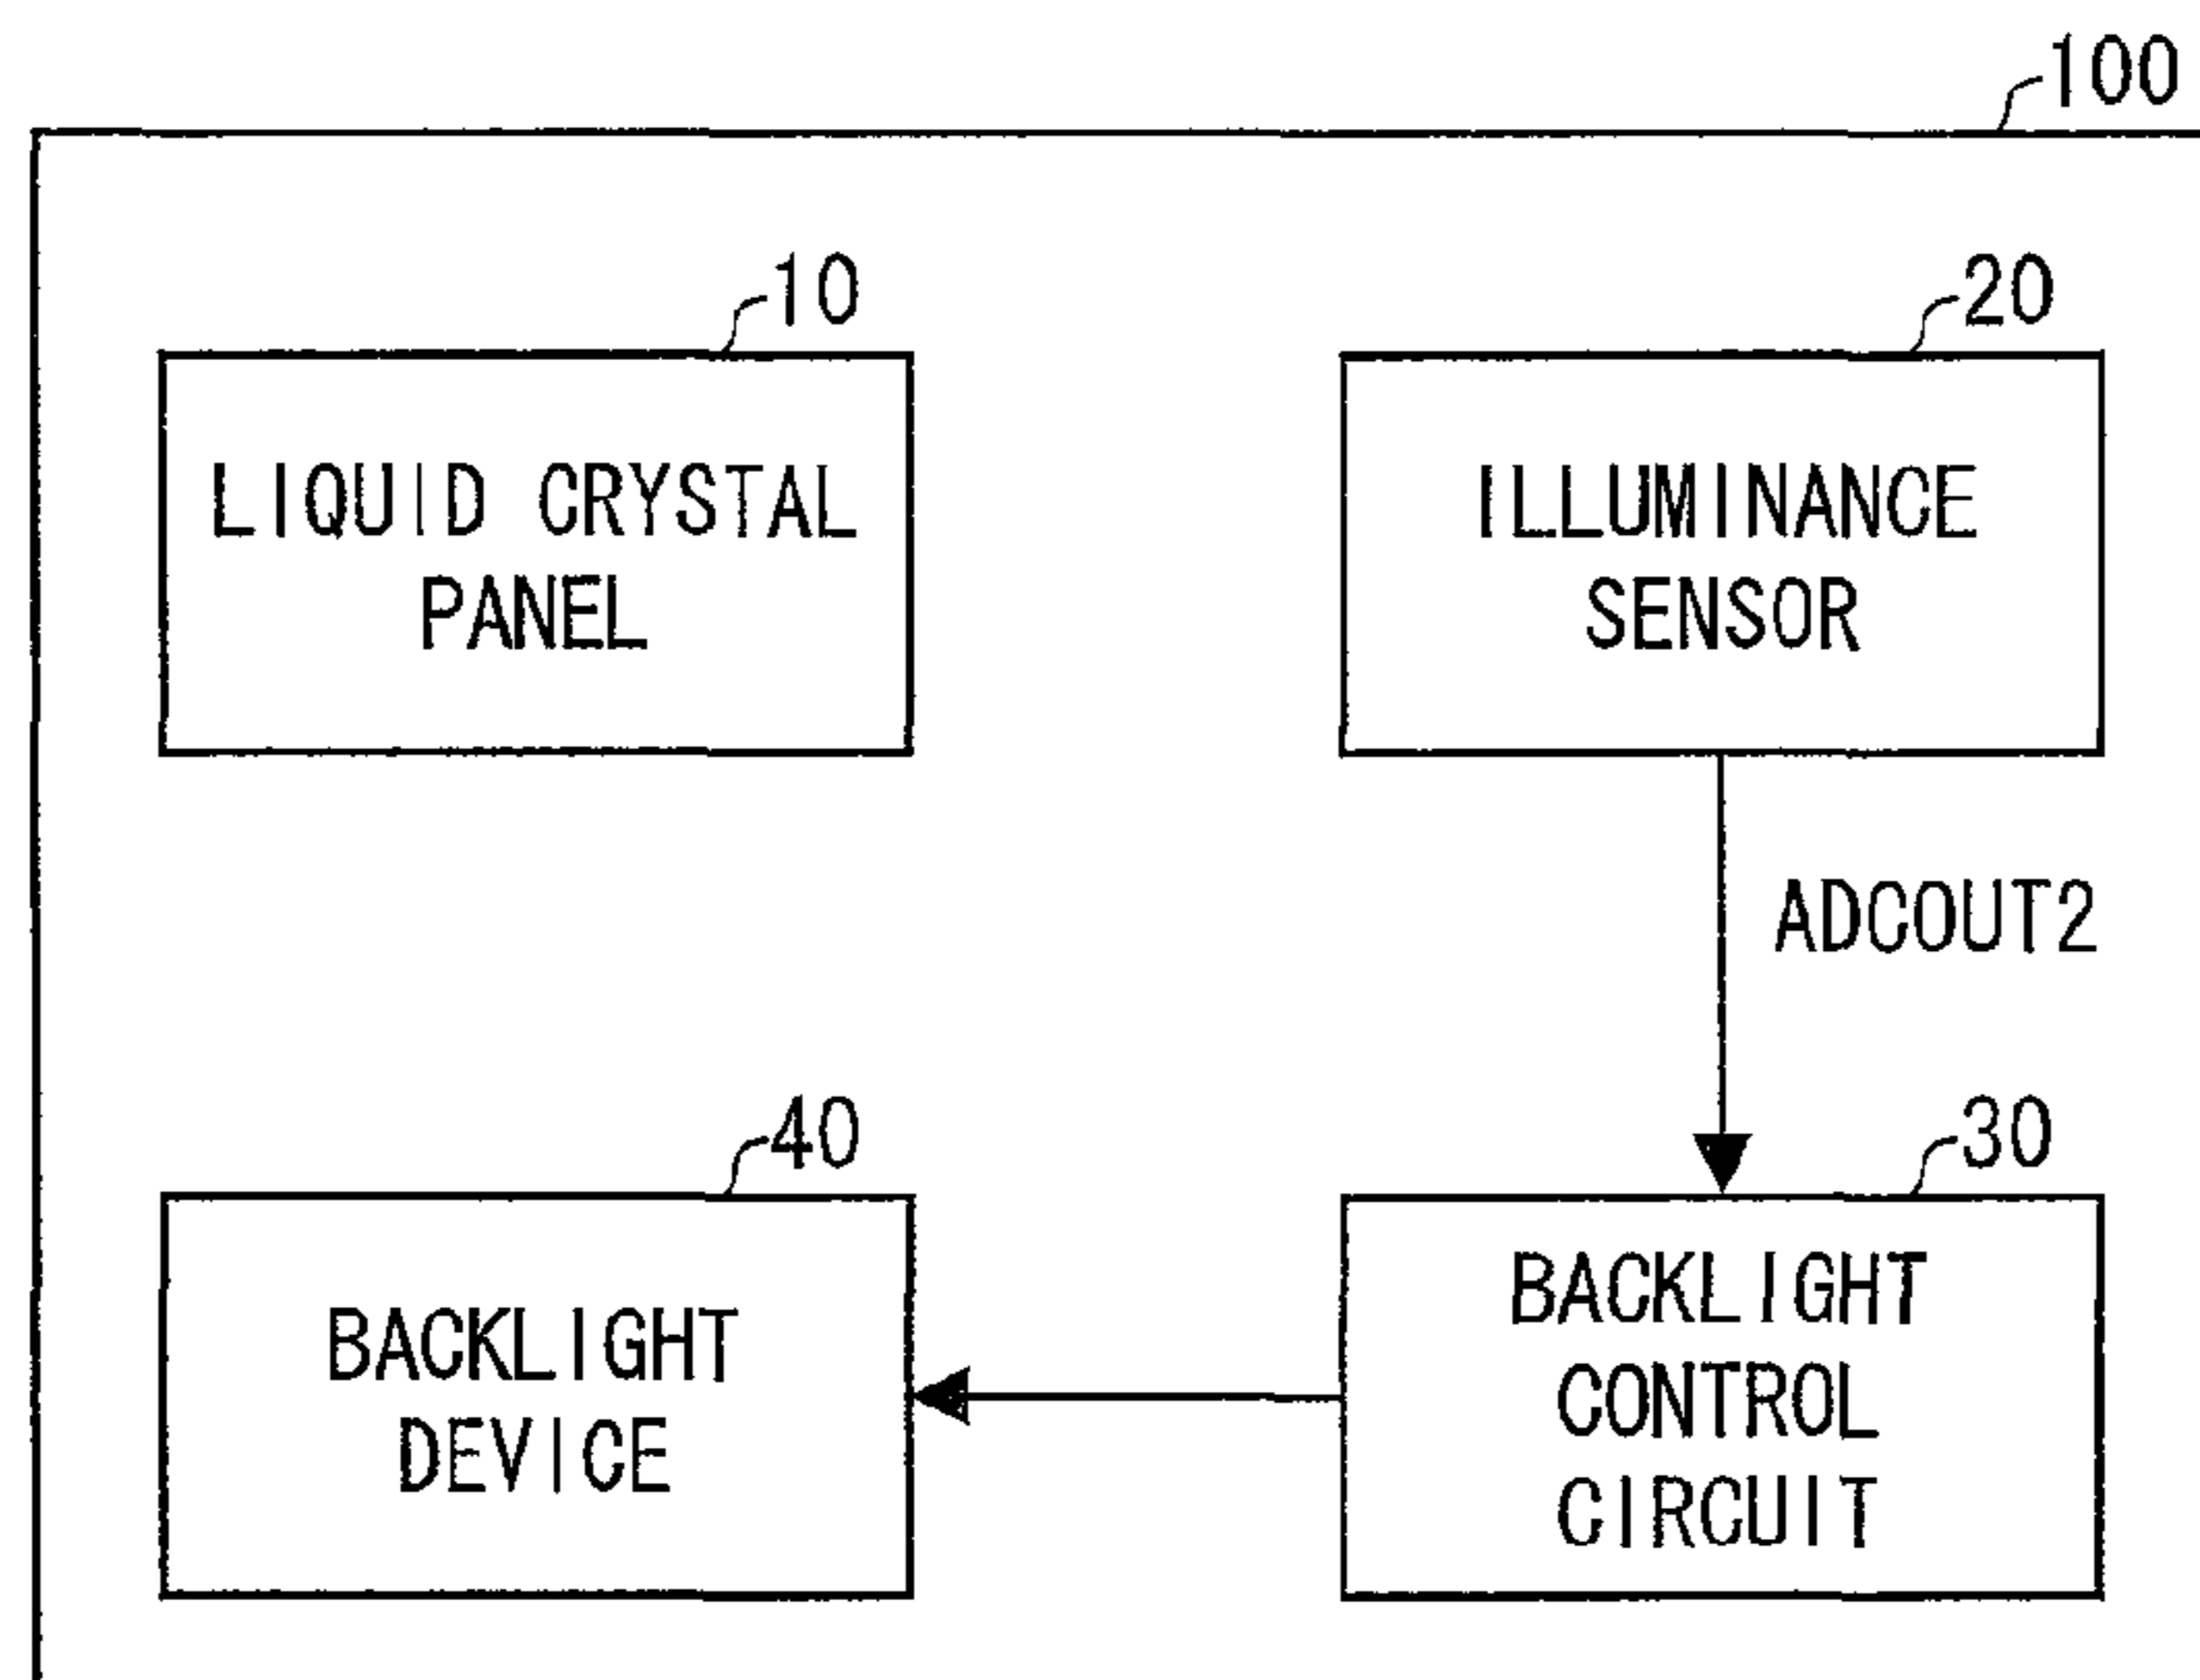 100
10
LIQUID CRYSTAL
PANEL
20
ILLUMINANCE
SENSOR
ADCOUT2
40
BACKLIGHT
DEVICE
30
BACKLIGHT
CONTROL
CIRCUIT